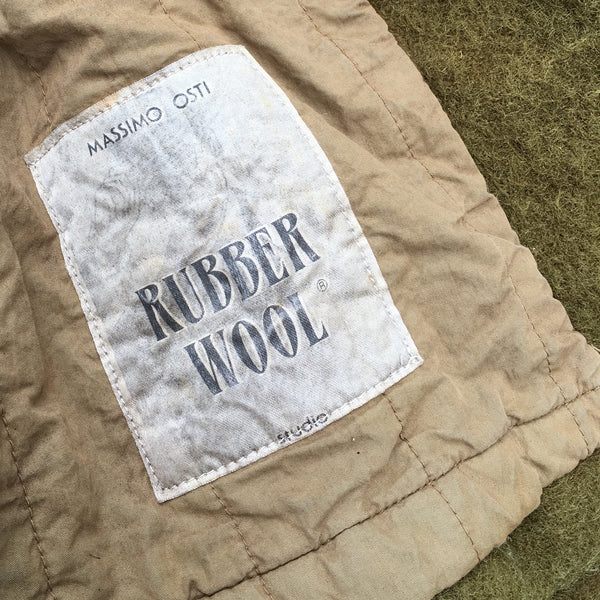 MASSIMO OSTI
RUBBER
WOOL ®
studio